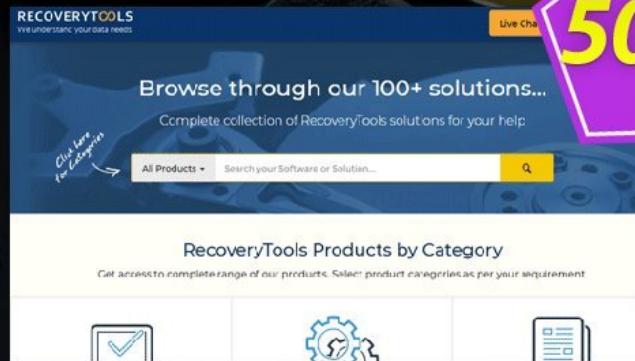 RECOVERYTOOLS
We understand your data needs
Live Cha
50
Browse through our 100+ solutions...
Complete collection of RecoveryTools solutions for your help
Click here
for Categories
All Products
Search your Software or Solution...
RecoveryTools Products by Category
Get access to complete range of our products. Select product categories as per your requirement